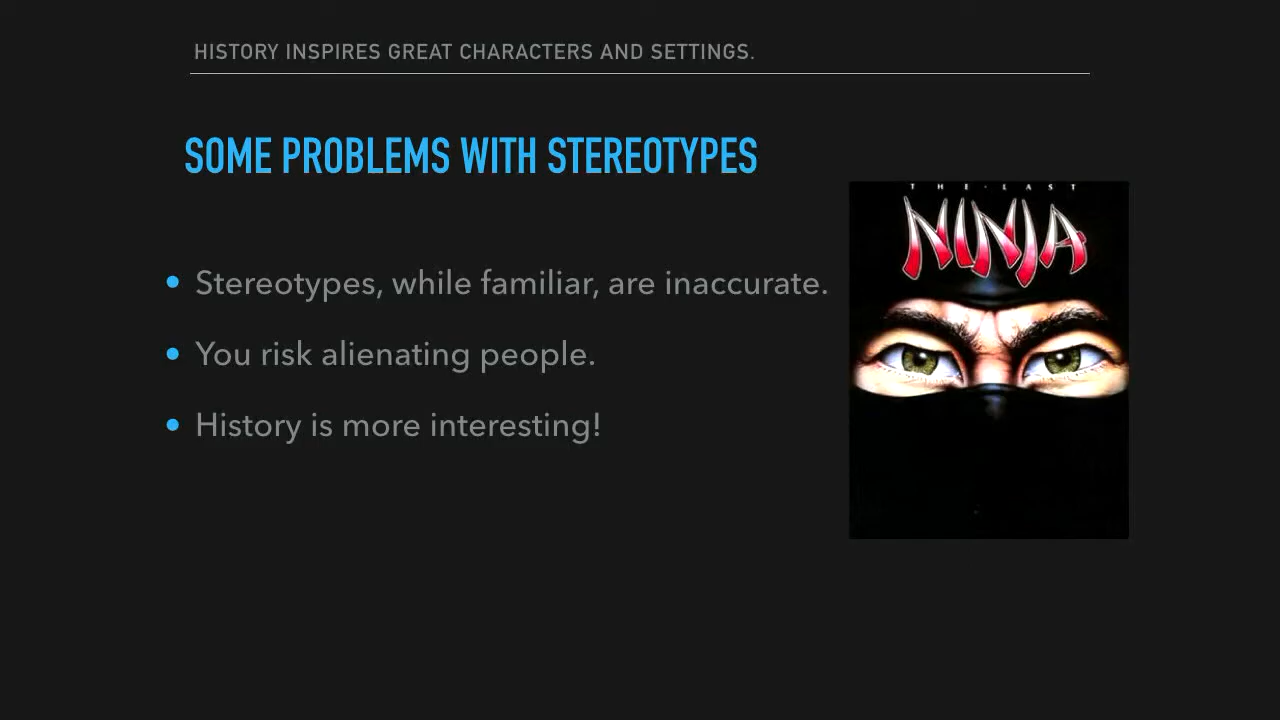 HISTORY INSPIRES GREAT CHARACTERS AND SETTINGS.
SOME PROBLEMS WITH STEREOTYPES
THE · LAST
NINJA
• Stereotypes, while familiar, are inaccurate.
• You risk alienating people.
• History is more interesting!